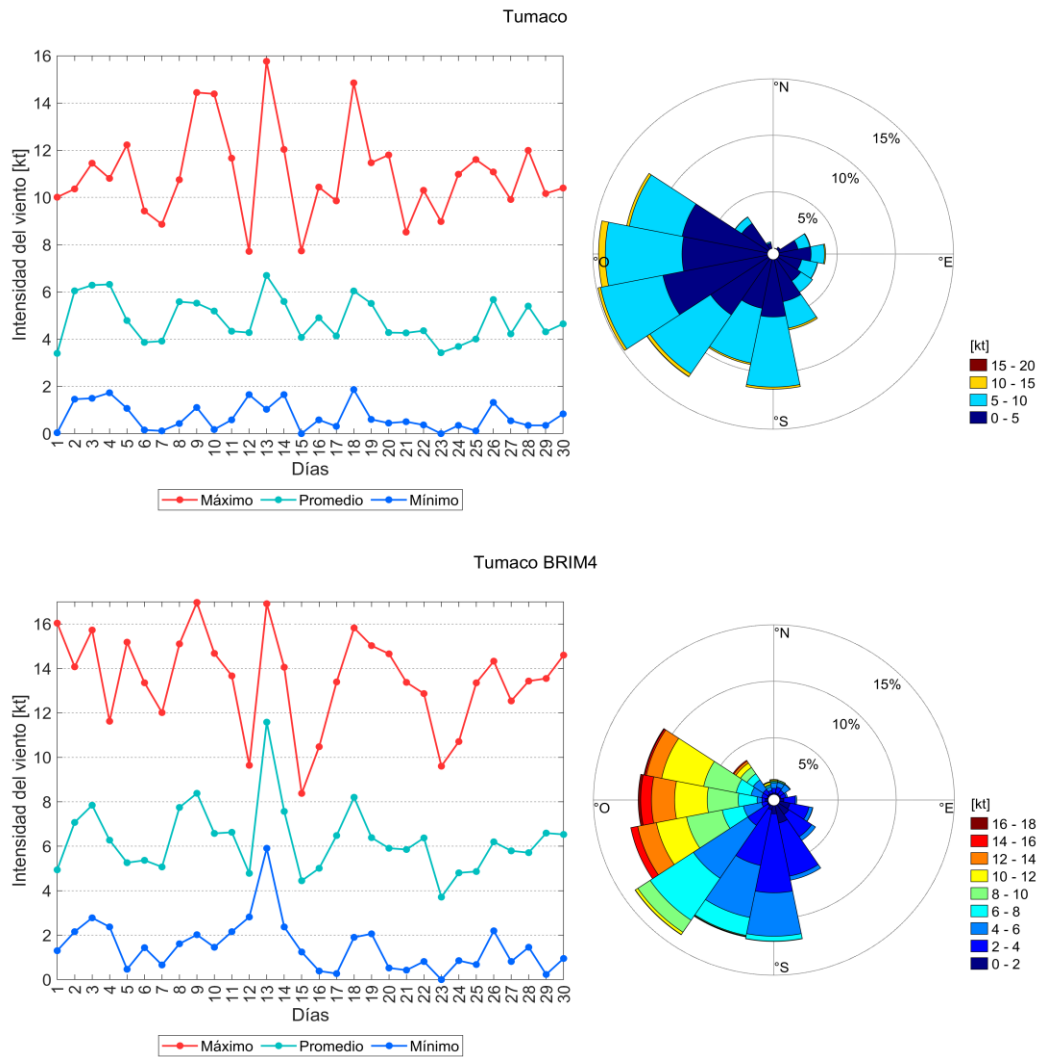 Tumaco
Intensidad del viento [kt]
16
14
12
10
8
6
4
2
0
1 2 3 4 5 6 7 8 9 10 11 12 13 14 15 16 17 18 19 20 21 22 23 24 25 26 27 28 29 30
Días
Máximo Promedio Mínimo
°N
15%
10%
5%
°O
°E
°S
[kt]
15 - 20
10 - 15
5 - 10
0 - 5
Tumaco BRIM4
Intensidad del viento [kt]
16
14
12
10
8
6
4
2
0
1 2 3 4 5 6 7 8 9 10 11 12 13 14 15 16 17 18 19 20 21 22 23 24 25 26 27 28 29 30
Días
Máximo Promedio Mínimo
°N
15%
10%
5%
°O
°E
°S
[kt]
16 - 18
14 - 16
12 - 14
10 - 12
8 - 10
6 - 8
4 - 6
2 - 4
0 - 2